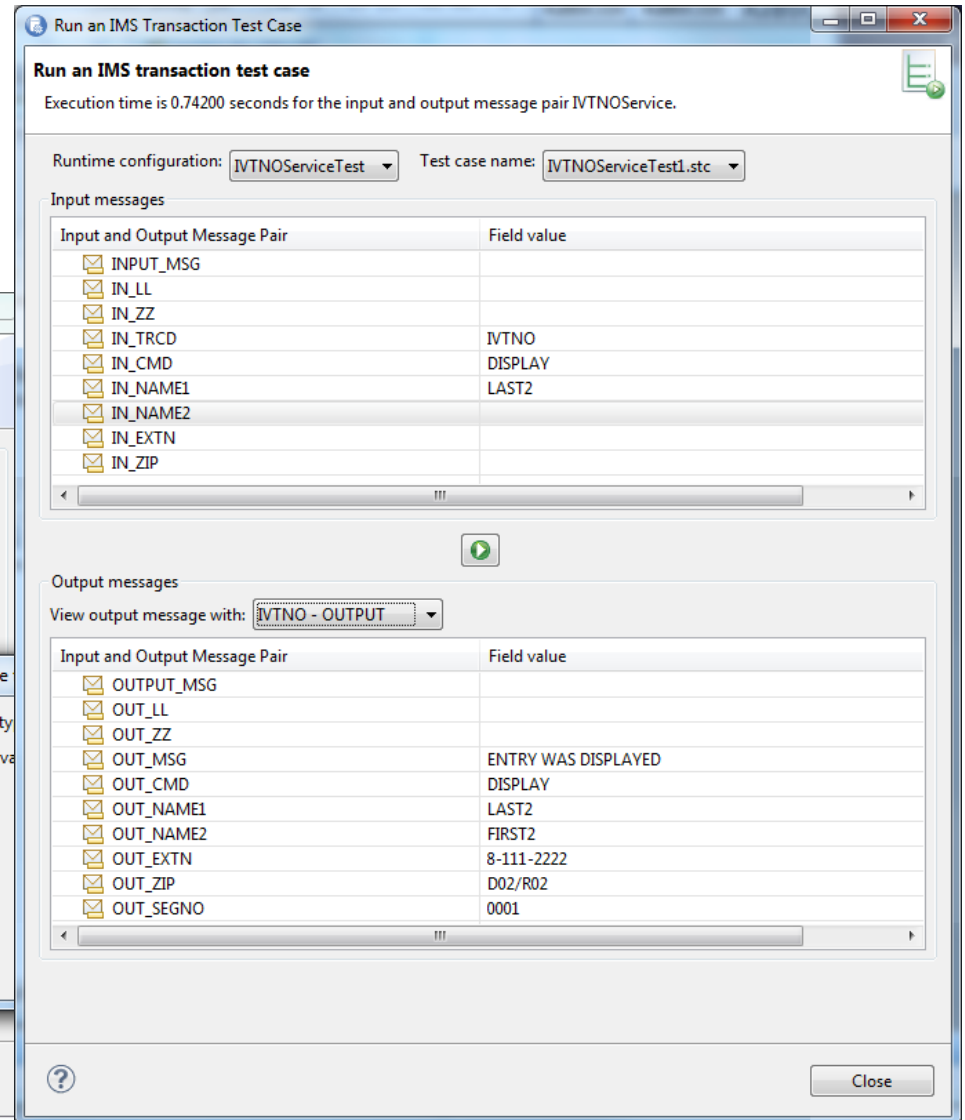 Run an IMS Transaction Test Case
Run an IMS transaction test case
Execution time is 0.74200 seconds for the input and output message pair IVTNOService.
Runtime configuration: IVTNOServiceTest Test case name: IVTNOServiceTest1.stc
Input messages
Input and Output Message Pair Field value
INPUT_MSG
IN_LL
IN_ZZ
IN_TRCD IVTNO
IN_CMD DISPLAY
IN_NAME1 LAST2
IN_NAME2
IN_EXTN
IN_ZIP
Output messages
View output message with: IVTNO - OUTPUT
Input and Output Message Pair Field value
OUTPUT_MSG
OUT_LL
OUT_ZZ
OUT_MSG ENTRY WAS DISPLAYED
OUT_CMD DISPLAY
OUT_NAME1 LAST2
OUT_NAME2 FIRST2
OUT_EXTN 8-111-2222
OUT_ZIP D02/R02
OUT_SEGNO 0001
? Close